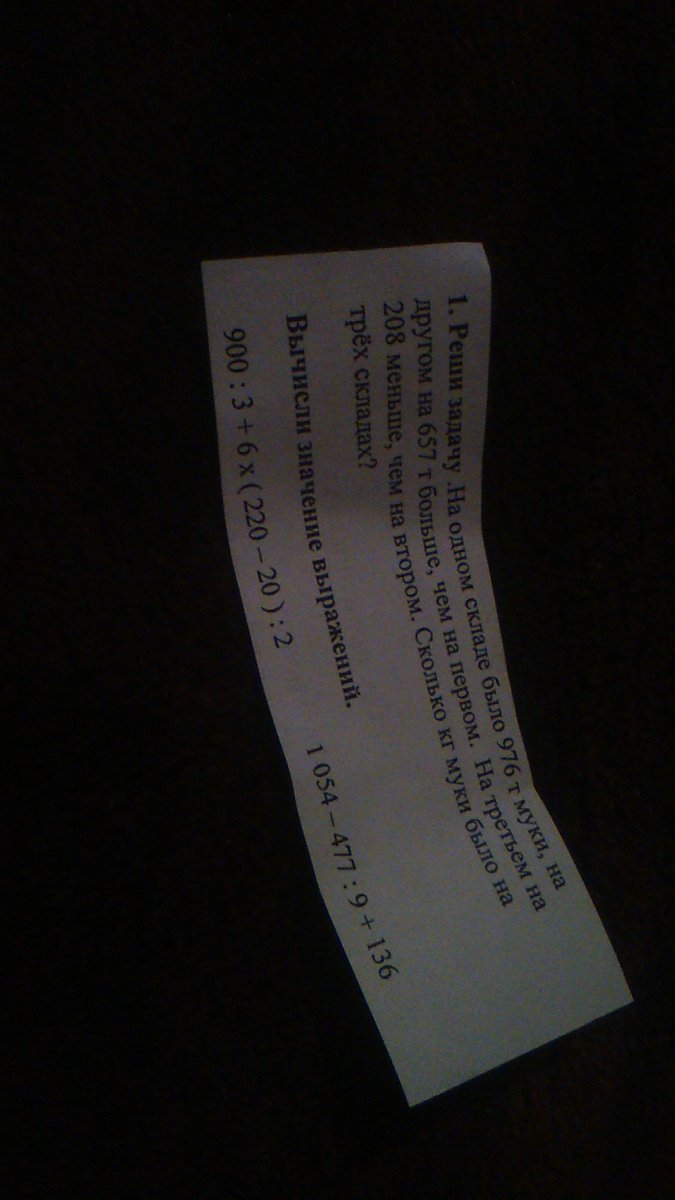 1. Реши задачу .На одном складе было 976 т муки, на
другом на 657 т больше, чем на первом. На третьем на
208 меньше, чем на втором. Сколько кг муки было на
трёх складах?
Вычисли значение выражений.
900 : 3 + 6 х ( 220 – 20 ) : 2 1 054 – 477 : 9 + 136